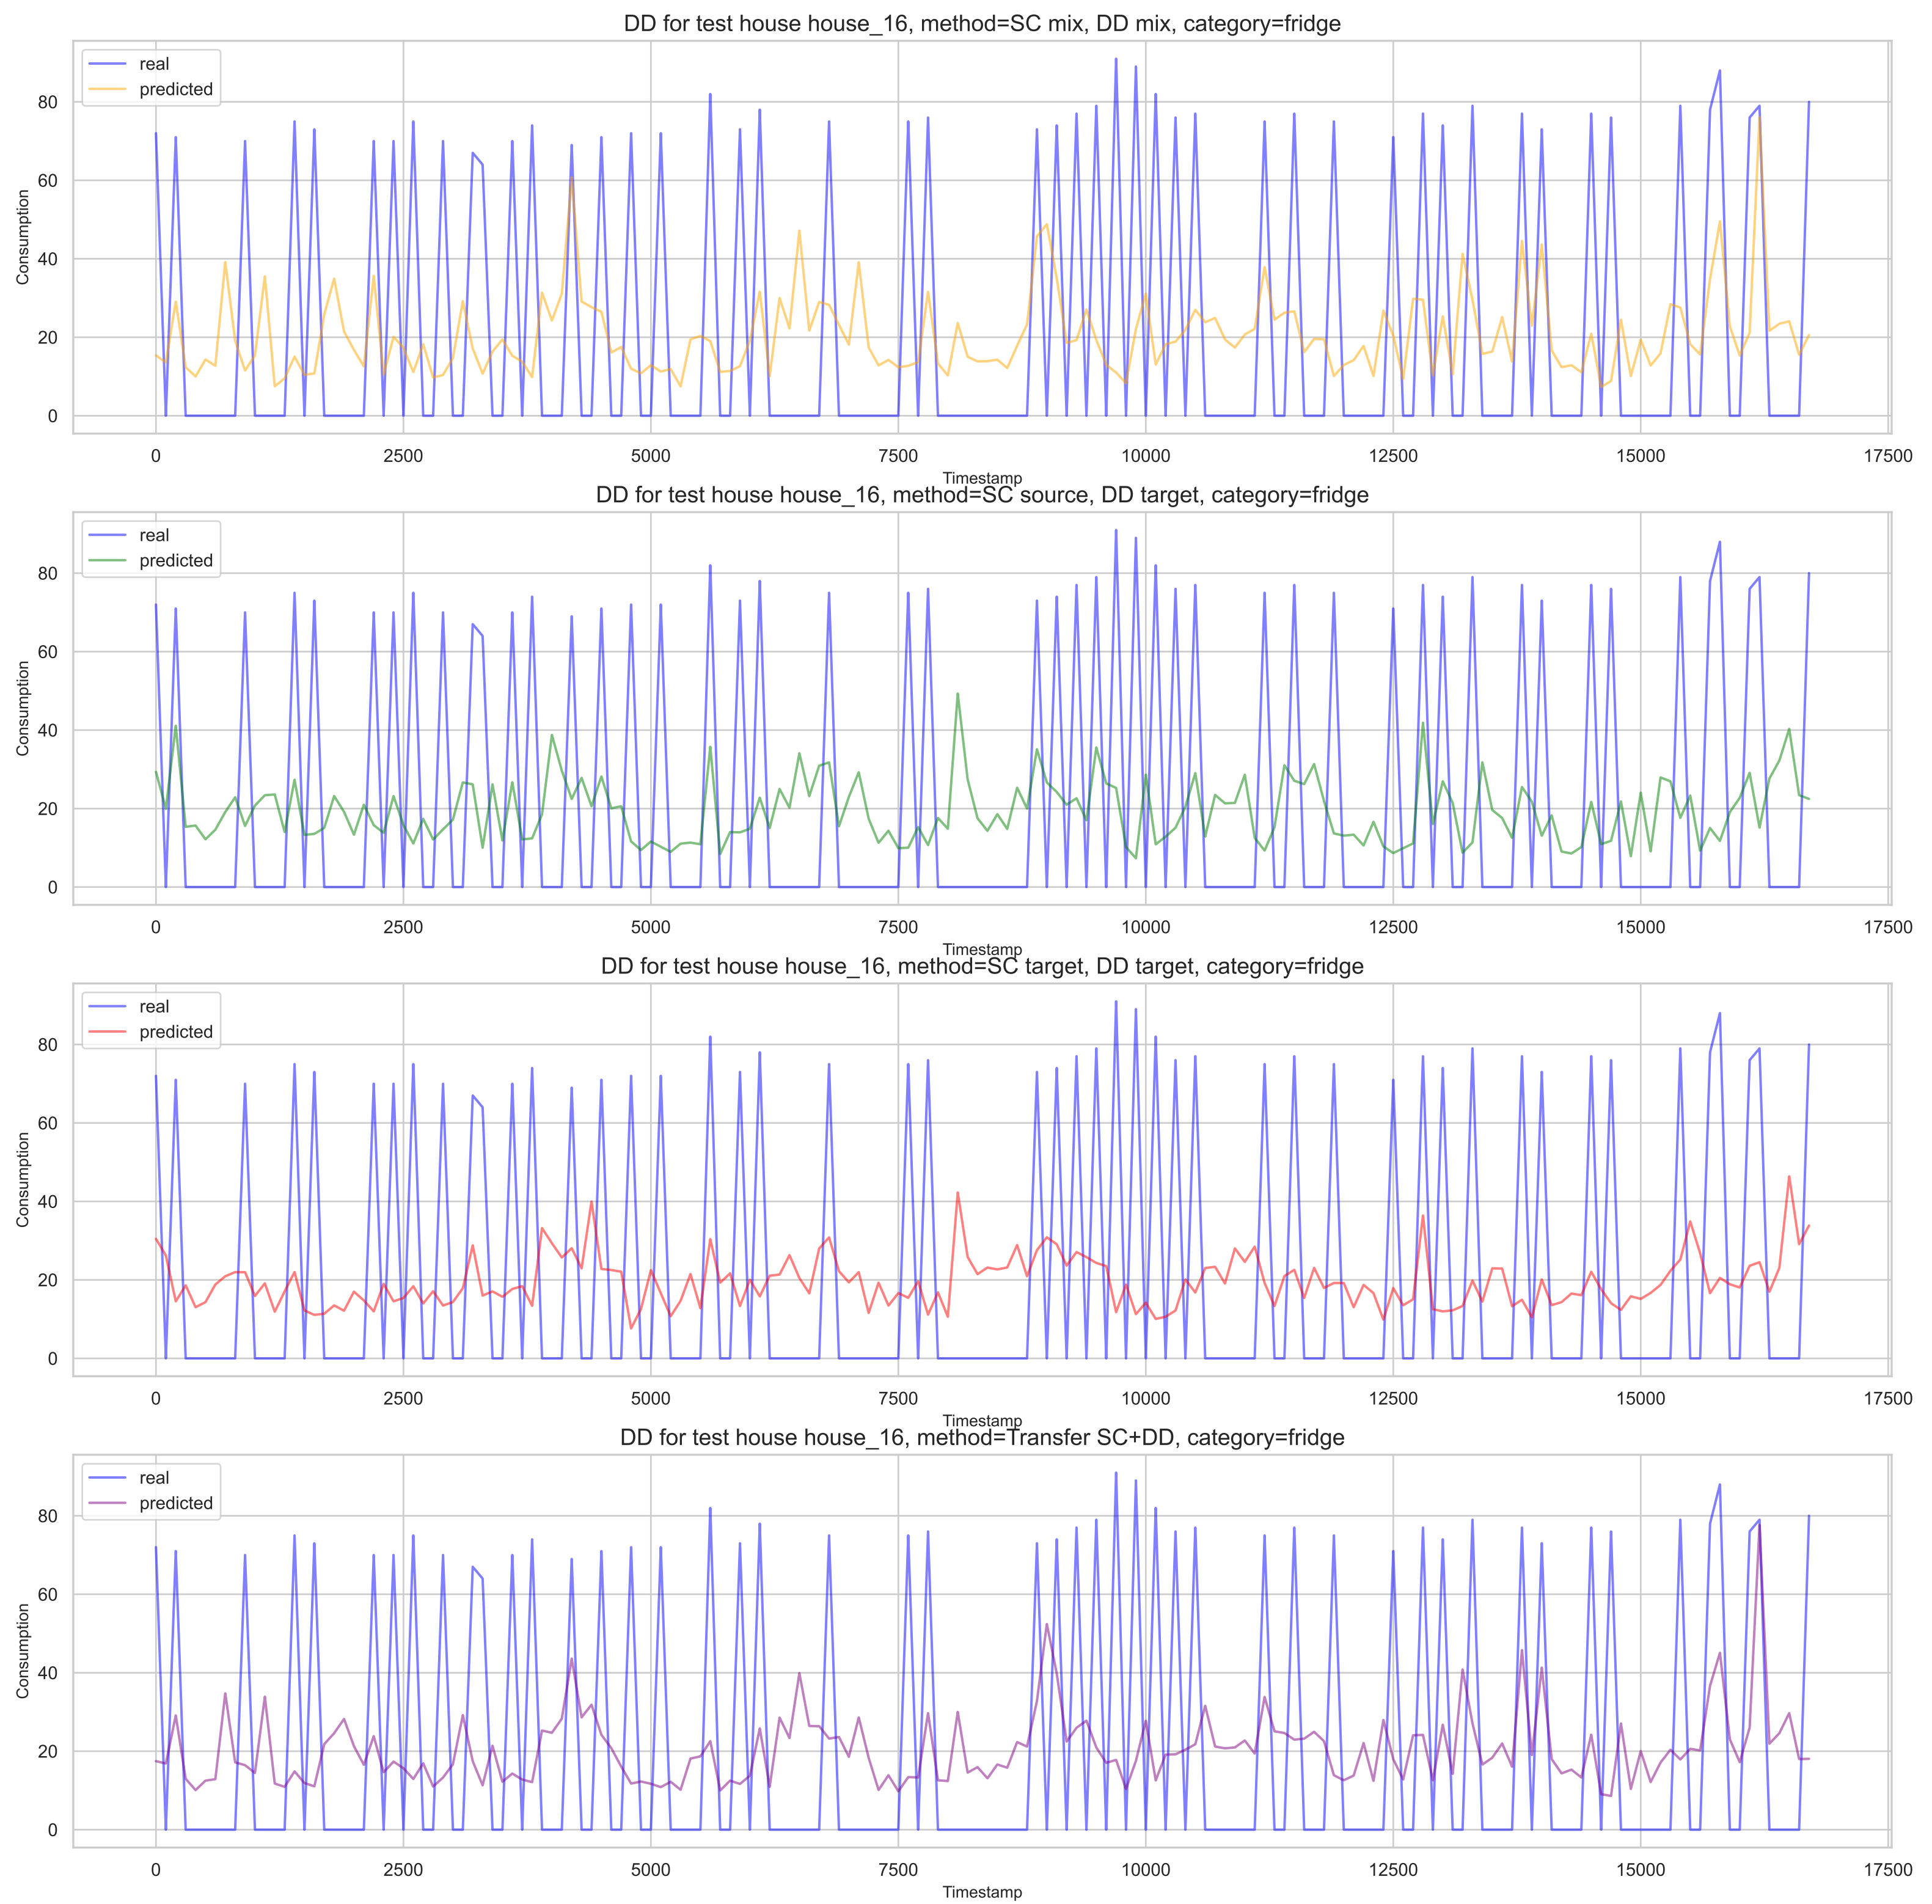 DD for test house house_16, method=SC mix, DD mix, category=fridge
real
predicted
Consumption
80
60
40
20
0
0 2500 5000 7500 10000 12500 15000 17500
Timestamp
DD for test house house_16, method=SC source, DD target, category=fridge
real
predicted
Consumption
80
60
40
20
0
0 2500 5000 7500 10000 12500 15000 17500
Timestamp
DD for test house house_16, method=SC target, DD target, category=fridge
real
predicted
Consumption
80
60
40
20
0
0 2500 5000 7500 10000 12500 15000 17500
Timestamp
DD for test house house_16, method=Transfer SC+DD, category=fridge
real
predicted
Consumption
80
60
40
20
0
0 2500 5000 7500 10000 12500 15000 17500
Timestamp